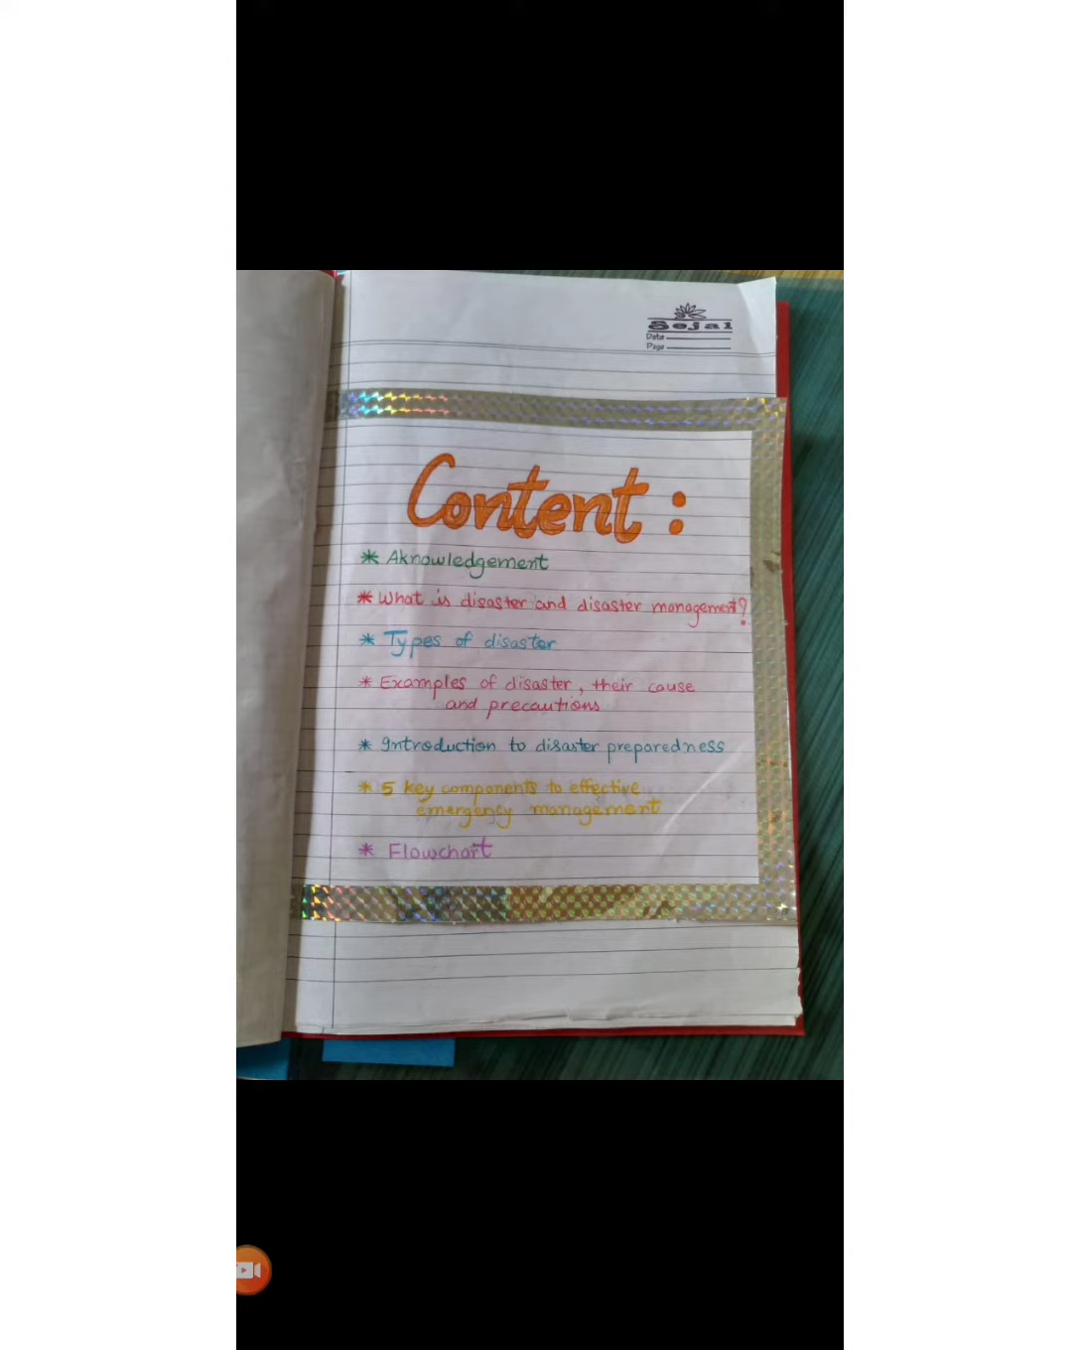 Sejal
Date
Page
Content :
* Aknowledgement
* What is disaster and disaster management?
* Types of disaster
* Examples of disaster, their cause
and precautions
* Introduction to disaster preparedness
* 5 key components to effective
emergency management
* Flowchart